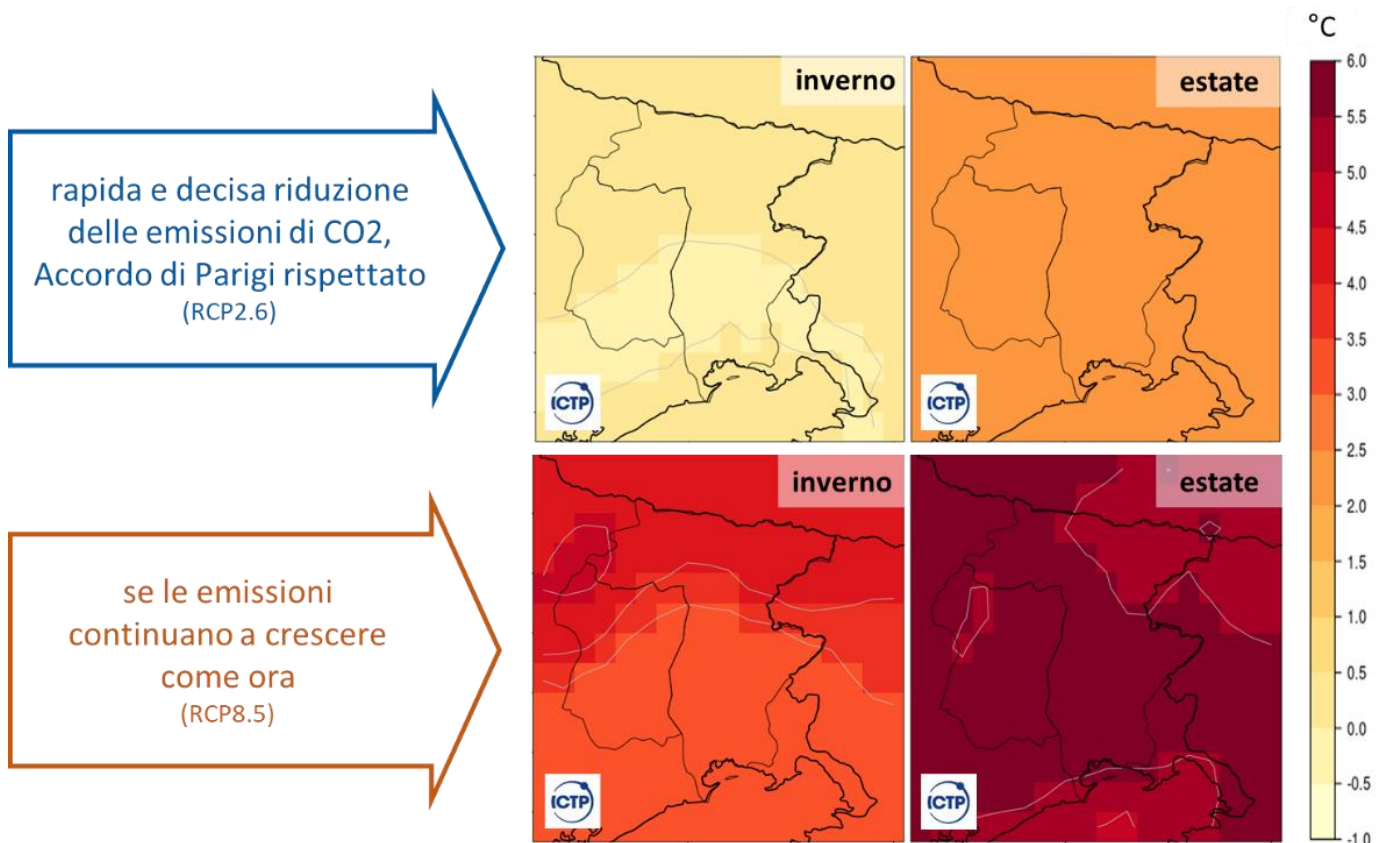 °C
inverno
estate
rapida e decisa riduzione
delle emissioni di CO2,
Accordo di Parigi rispettato
(RCP2.6)
ICTP
ICTP
inverno
estate
se le emissioni
continuano a crescere
come ora
(RCP8.5)
ICTP
ICTP
6.0
5.5
5.0
4.5
4.0
3.5
3.0
2.5
2.0
1.5
1.0
0.5
0.0
-0.5
-1.0